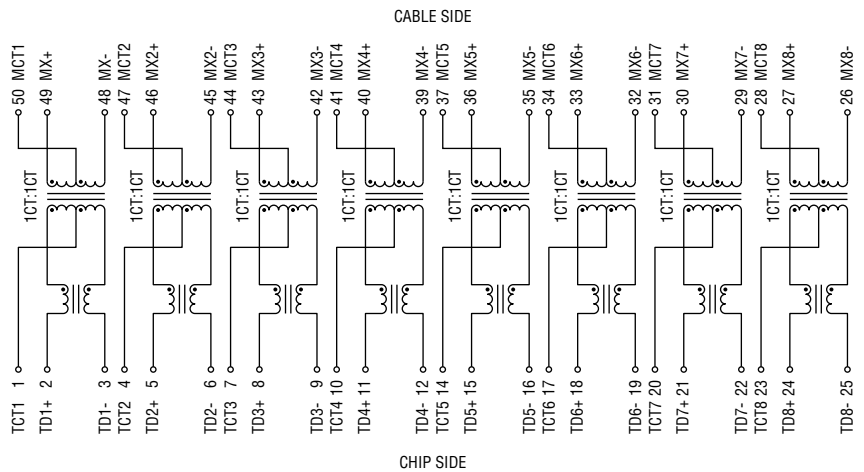 CABLE SIDE
50 MCT1
49 MX+
48 MX-
47 MCT2
46 MX2+
45 MX2-
44 MCT3
43 MX3+
42 MX3-
41 MCT4
40 MX4+
39 MX4-
37 MCT5
36 MX5+
35 MX5-
34 MCT6
33 MX6+
32 MX6-
31 MCT7
30 MX7+
29 MX7-
28 MCT8
27 MX8+
26 MX8-
1CT:1CT
1CT:1CT
1CT:1CT
1CT:1CT
1CT:1CT
1CT:1CT
1CT:1CT
1CT:1CT
TCT1 1
TD1+ 2
TD1- 3
TCT2 4
TD2+ 5
TD2- 6
TCT3 7
TD3+ 8
TD3- 9
TCT4 10
TD4+ 11
TD4- 12
TCT5 14
TD5+ 15
TD5- 16
TCT6 17
TD6+ 18
TD6- 19
TCT7 20
TD7+ 21
TD7- 22
TCT8 23
TD8+ 24
TD8- 25
CHIP SIDE